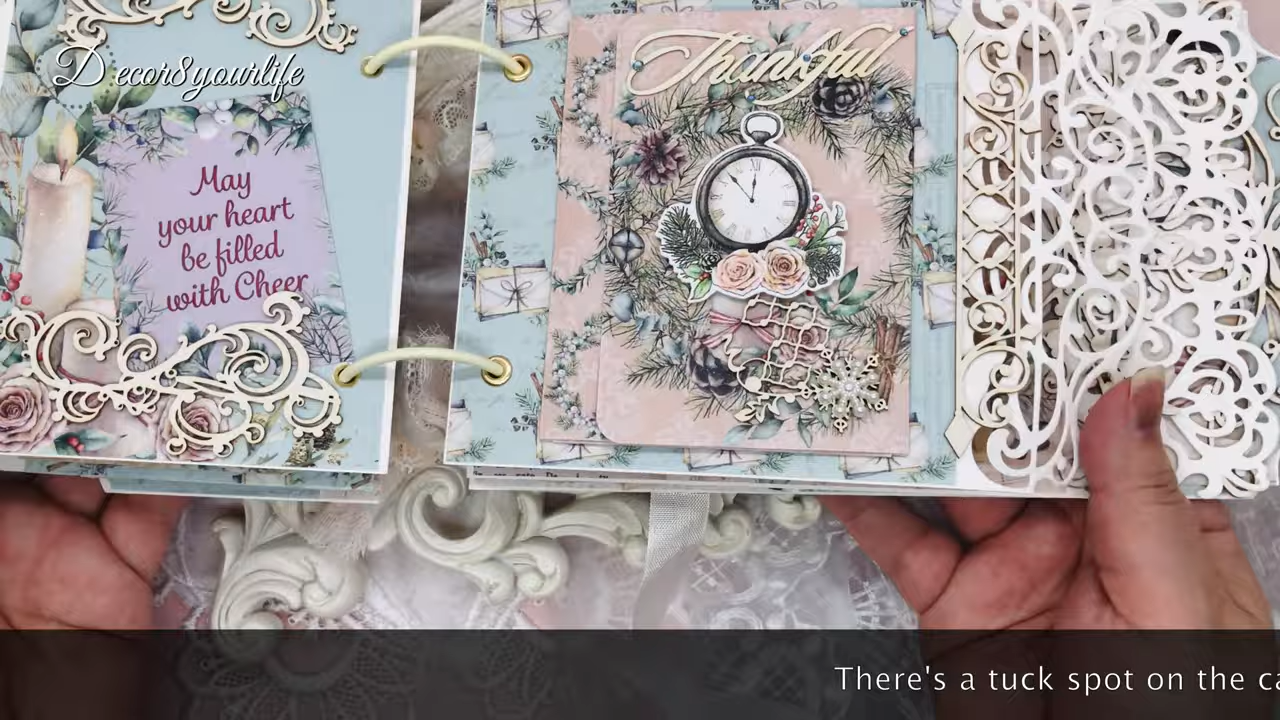 Decor8yourlife
Thankful
May
your heart
be filled
with Cheer
There's a tuck spot on the ca